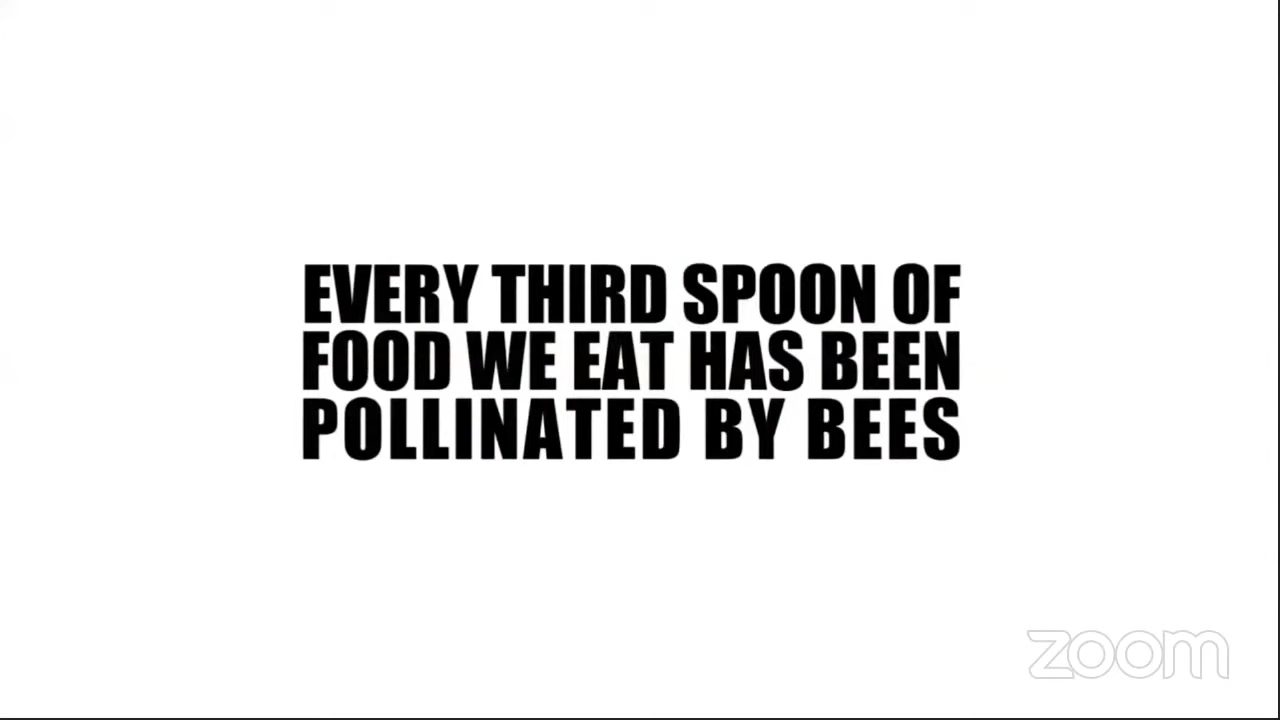 EVERY THIRD SPOON OF
FOOD WE EAT HAS BEEN
POLLINATED BY BEES
zoom